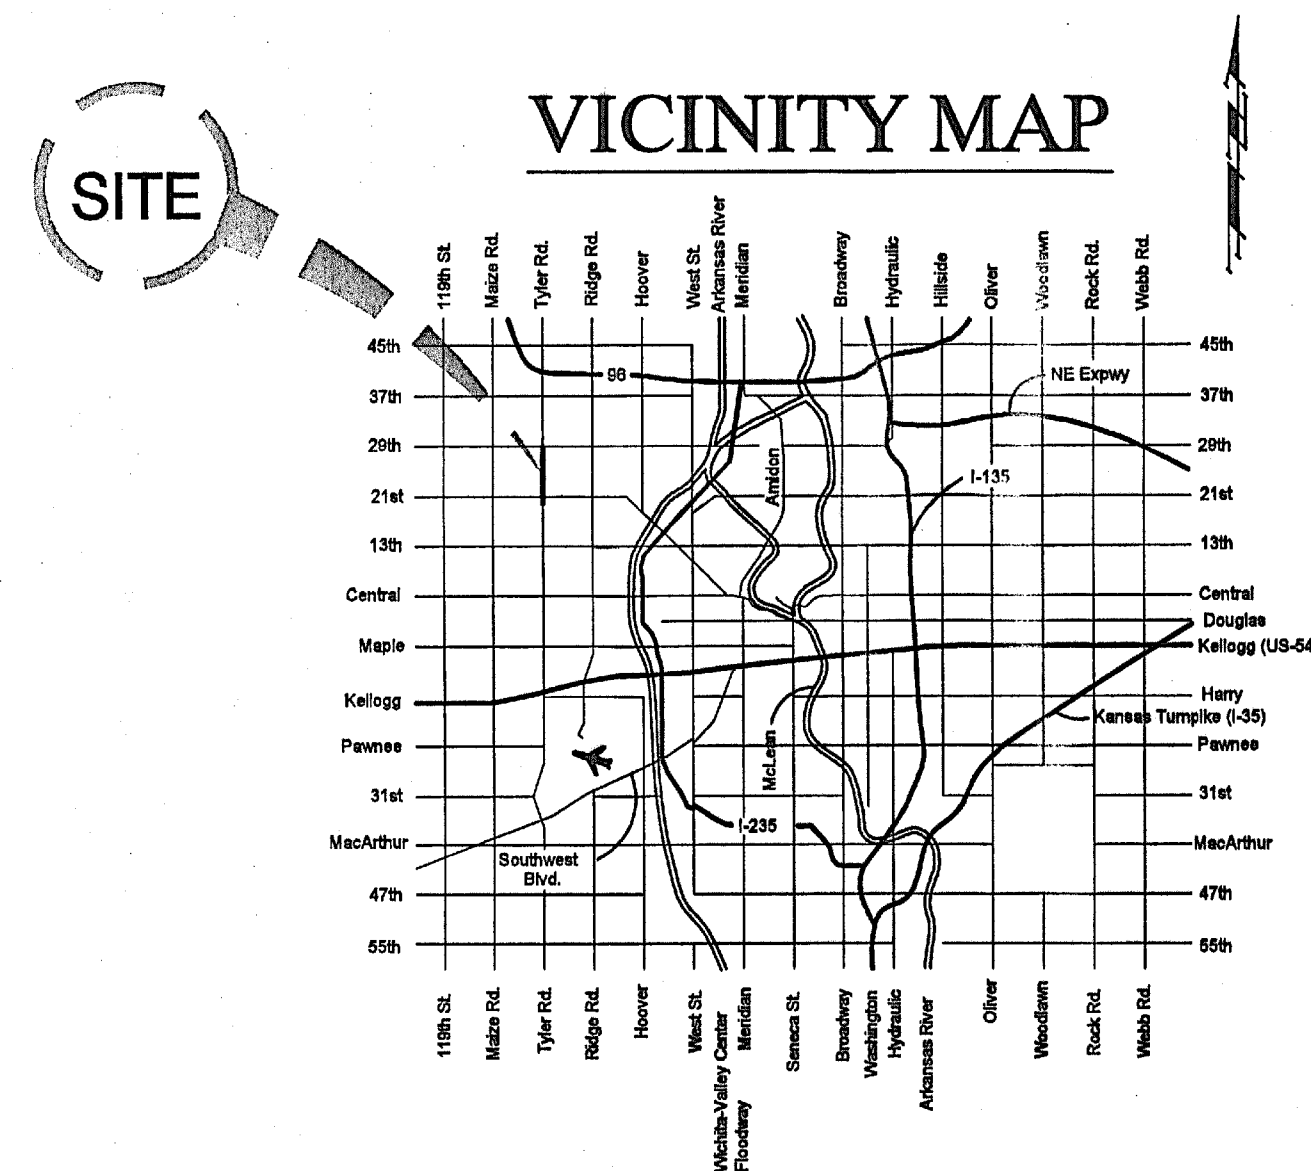 VICINITY MAP
SITE
119th St.
Maize Rd.
Tyler Rd.
Ridge Rd.
Hoover
West St.
Arkansas River
Meridian
Broadway
Hydraulic
Hillside
Oliver
Woodlawn
Rock Rd.
Webb Rd.
45th
45th
96
NE Expwy
37th
37th
29th
29th
Amidon
I-135
21st
21st
13th
13th
Central
Central
Douglas
Maple
Kellogg (US-54
Kellogg
Harry
Kansas Turnpike (I-35)
Pawnee
Pawnee
McLean
31st
31st
I-235
MacArthur
MacArthur
Southwest
Blvd.
47th
47th
55th
55th
119th St.
Maize Rd.
Tyler Rd.
Ridge Rd.
Hoover
West St.
Wichita-Valley Center
Floodway
Meridian
Seneca St.
Broadway
Washington
Hydraulic
Arkansas River
Oliver
Woodlawn
Rock Rd.
Webb Rd.